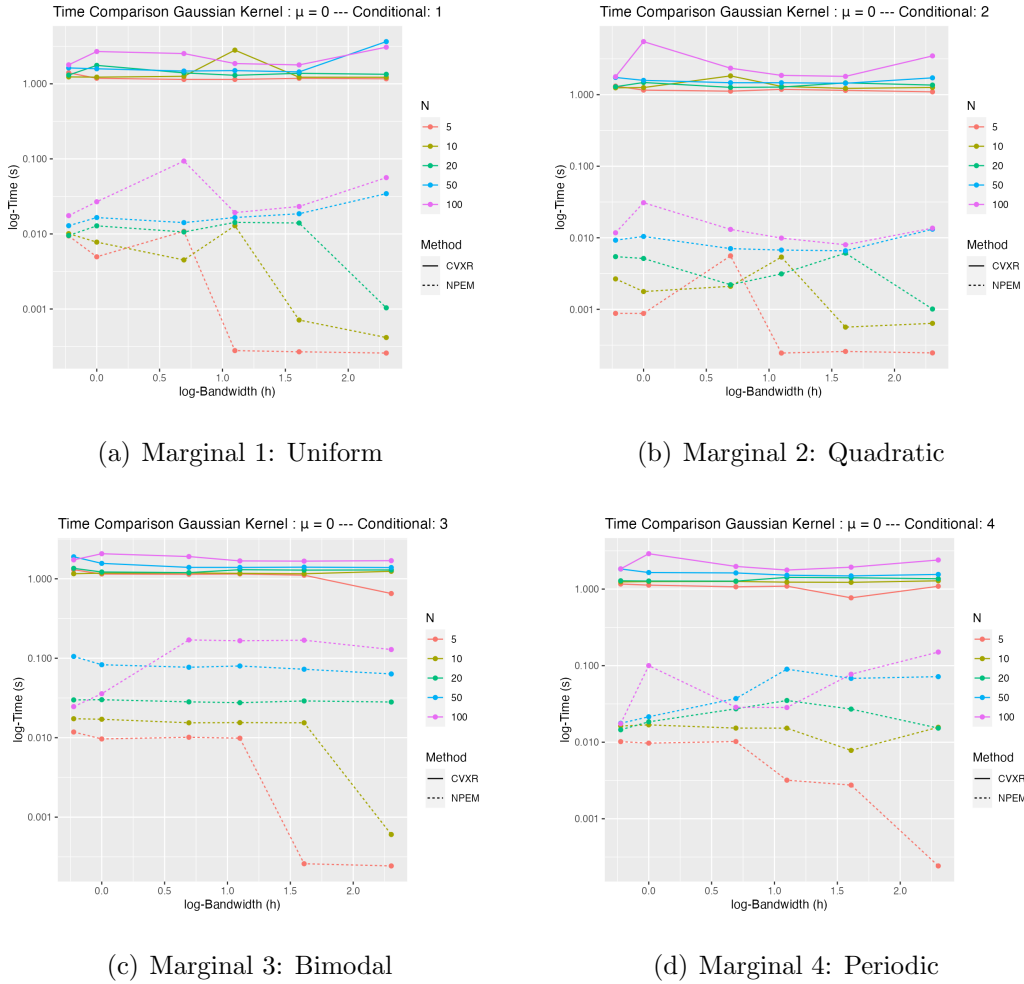 Time Comparison Gaussian Kernel : μ = 0 --- Conditional: 1
log-Time (s)
1.000
0.100
0.010
0.001
0.0
0.5
1.0
1.5
2.0
log-Bandwidth (h)
N
5
10
20
50
100
Method
CVXR
NPEM
(a) Marginal 1: Uniform
Time Comparison Gaussian Kernel : μ = 0 --- Conditional: 2
log-Time (s)
1.000
0.100
0.010
0.001
0.0
0.5
1.0
1.5
2.0
log-Bandwidth (h)
N
5
10
20
50
100
Method
CVXR
NPEM
(b) Marginal 2: Quadratic
Time Comparison Gaussian Kernel : μ = 0 --- Conditional: 3
log-Time (s)
1.000
0.100
0.010
0.001
0.0
0.5
1.0
1.5
2.0
log-Bandwidth (h)
N
5
10
20
50
100
Method
CVXR
NPEM
(c) Marginal 3: Bimodal
Time Comparison Gaussian Kernel : μ = 0 --- Conditional: 4
log-Time (s)
1.000
0.100
0.010
0.001
0.0
0.5
1.0
1.5
2.0
log-Bandwidth (h)
N
5
10
20
50
100
Method
CVXR
NPEM
(d) Marginal 4: Periodic